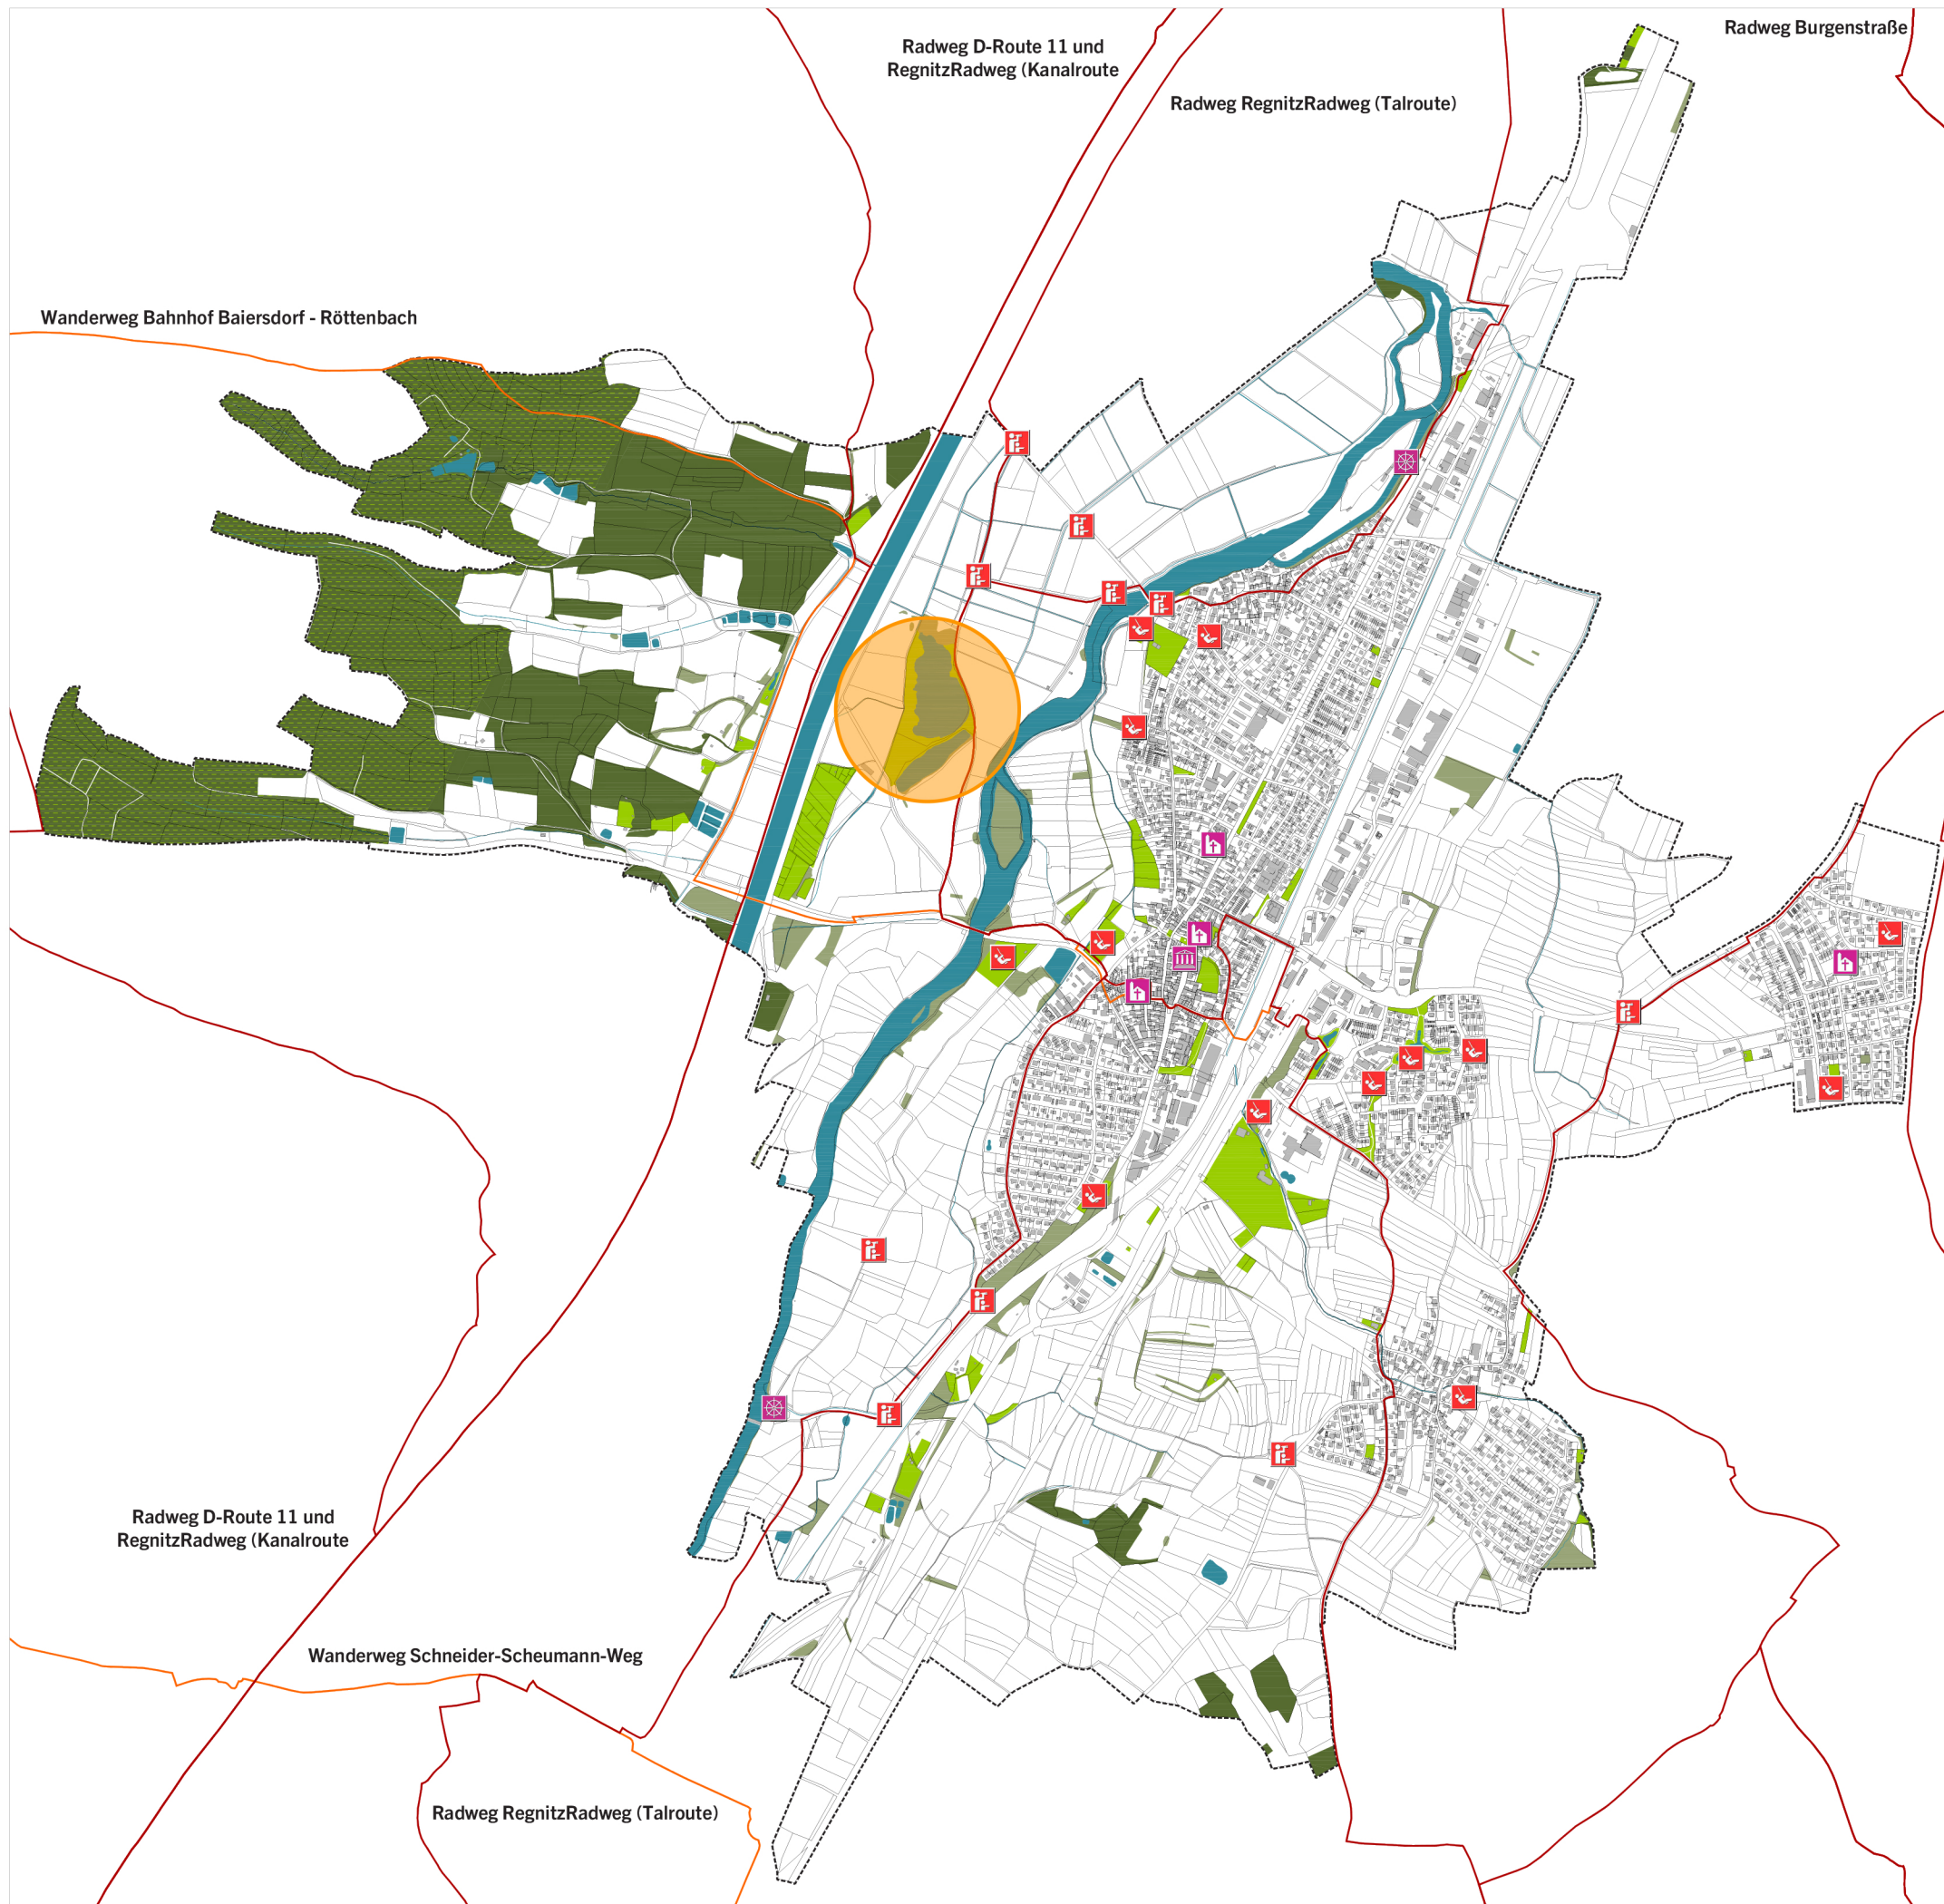 Radweg Burgenstraße
Radweg D-Route 11 und
RegnitzRadweg (Kanalroute
Radweg RegnitzRadweg (Talroute)
Wanderweg Bahnhof Baiersdorf - Röttenbach
Radweg D-Route 11 und
RegnitzRadweg (Kanalroute
Wanderweg Schneider-Scheumann-Weg
Radweg RegnitzRadweg (Talroute)